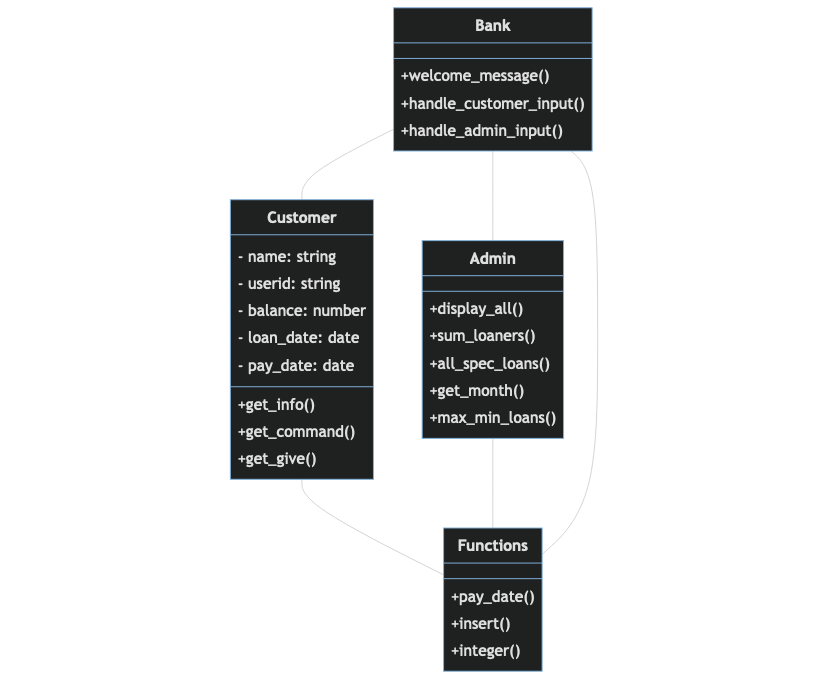 Bank
+welcome_message()
+handle_customer_input()
+handle_admin_input()
Customer
- name: string
- userid: string
- balance: number
- loan_date: date
- pay_date: date
+get_info()
+get_command()
+get_give()
Admin
+display_all()
+sum_loaners()
+all_spec_loans()
+get_month()
+max_min_loans()
Functions
+pay_date()
+insert()
+integer()